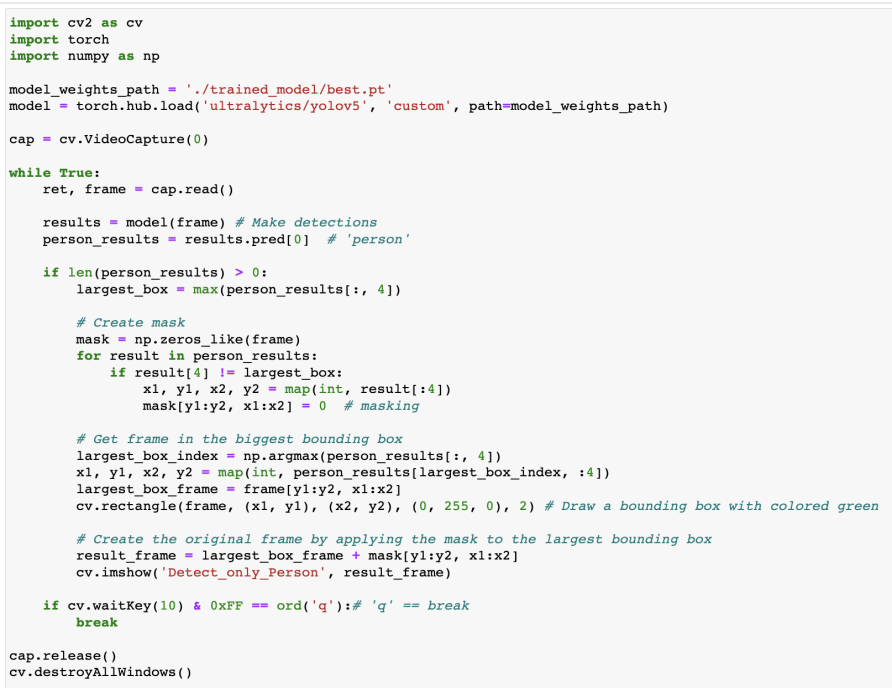 import cv2 as cv
import torch
import numpy as np

model_weights_path = './trained_model/best.pt'
model = torch.hub.load('ultralytics/yolov5', 'custom', path=model_weights_path)

cap = cv.VideoCapture(0)

while True:
    ret, frame = cap.read()

    results = model(frame) # Make detections
    person_results = results.pred[0]  # 'person'

    if len(person_results) > 0:
        largest_box = max(person_results[:, 4])

        # Create mask
        mask = np.zeros_like(frame)
        for result in person_results:
            if result[4] != largest_box:
                x1, y1, x2, y2 = map(int, result[:4])
                mask[y1:y2, x1:x2] = 0  # masking

        # Get frame in the biggest bounding box
        largest_box_index = np.argmax(person_results[:, 4])
        x1, y1, x2, y2 = map(int, person_results[largest_box_index, :4])
        largest_box_frame = frame[y1:y2, x1:x2]
        cv.rectangle(frame, (x1, y1), (x2, y2), (0, 255, 0), 2) # Draw a bounding box with colored green

        # Create the original frame by applying the mask to the largest bounding box
        result_frame = largest_box_frame + mask[y1:y2, x1:x2]
        cv.imshow('Detect_only_Person', result_frame)

    if cv.waitKey(10) & 0xFF == ord('q'):# 'q' == break
        break

cap.release()
cv.destroyAllWindows()